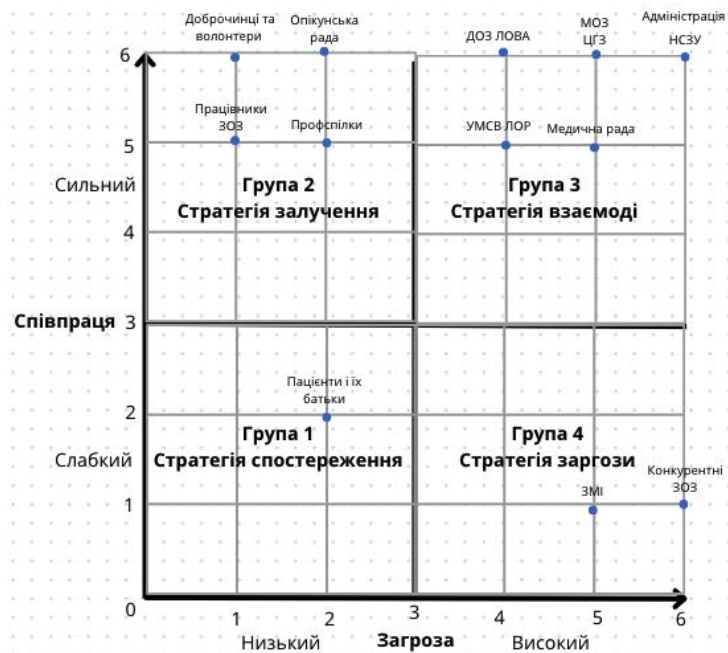 Доброчинці та
волонтери
Опікунська
рада
ДОЗ ЛОВА
МОЗ
ЦГЗ
Адміністрація
НСЗУ
6
Працівники
ЗОЗ
Профспілки
УМСВ ЛОР
Медична рада
5
Сильний
Група 2
Стратегія залучення
Група 3
Стратегія взаємоді
4
Співпраця
3
Пацієнти і їх
батьки
2
Слабкий
Група 1
Стратегія спостереження
Група 4
Стратегія заргози
ЗМІ
Конкурентні
ЗОЗ
1
0
1
2
3
4
5
6
Низький
Загроза
Високий